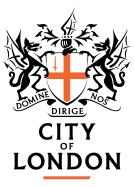 DOMINE DIRIGE NOS
CITY
OF
LONDON